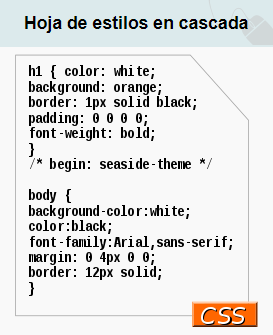 Hoja de estilos en cascada
h1 { color: white;
background: orange;
border: 1px solid black;
padding: 0 0 0 0;
font-weight: bold;
}
/* begin: seaside-theme */
body {
background-color:white;
color:black;
font-family:Arial,sans-serif;
margin: 0 4px 0 0;
border: 12px solid;
}
CSS